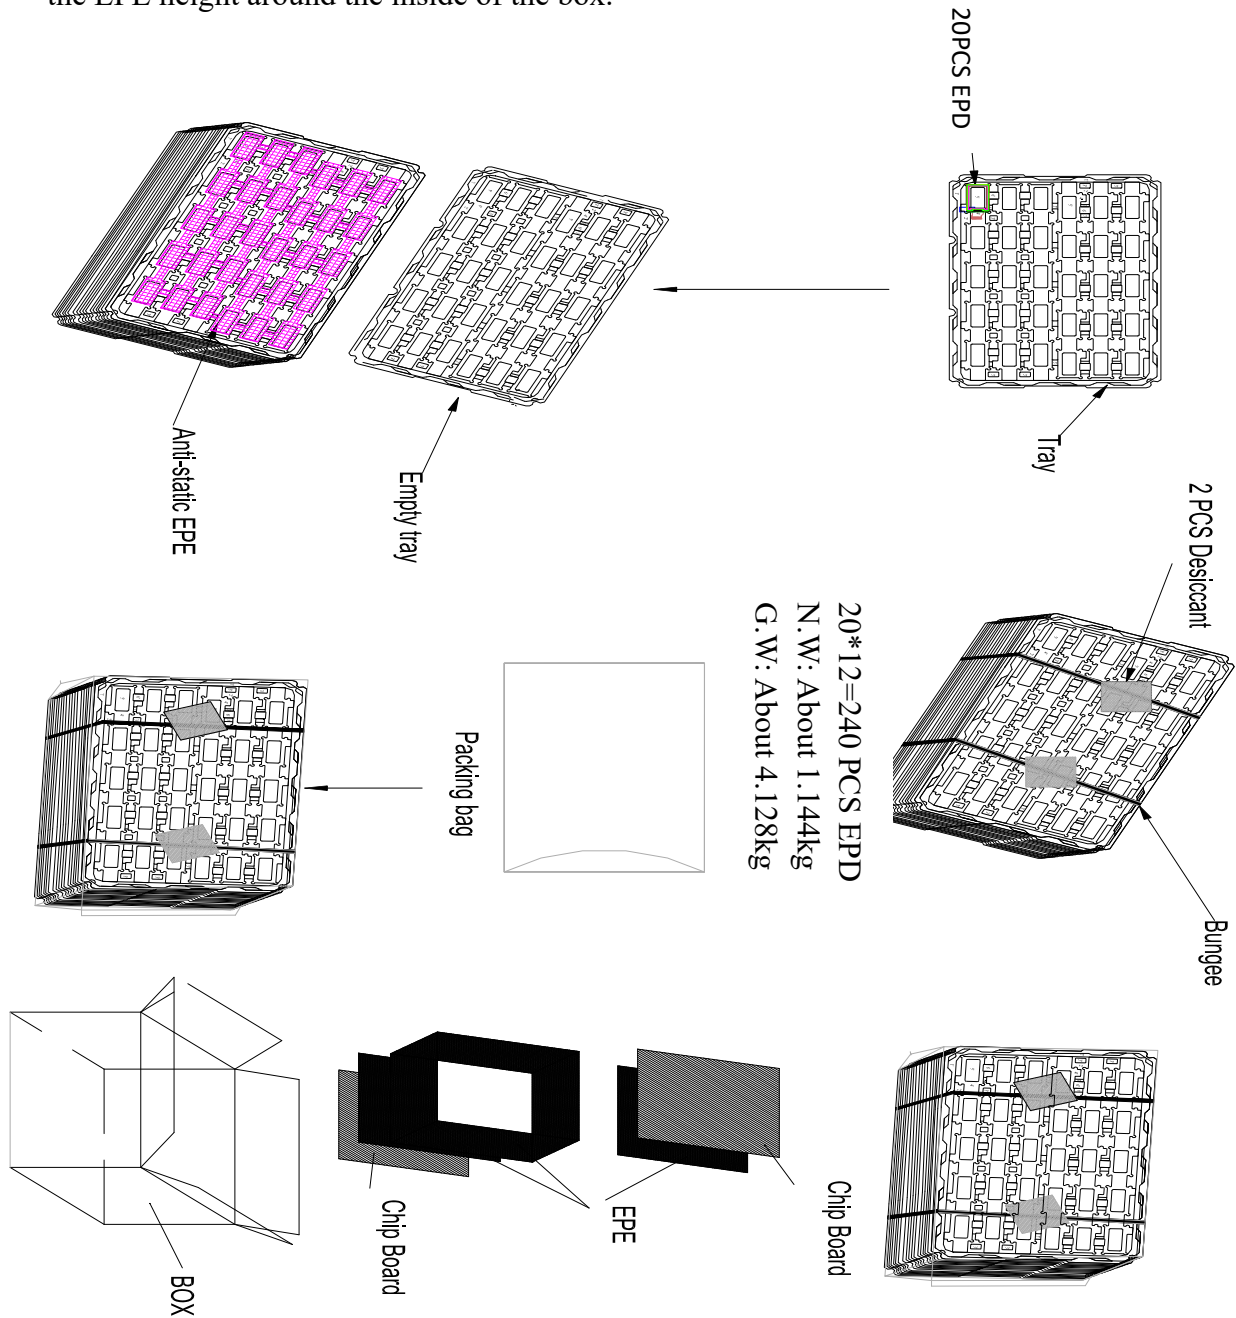 the EPE height around the inside of the box.
20PCS EPD
Tray
Empty tray
Anti-static EPE
2 PCS Desiccant
Bungee
20*12=240 PCS EPD
N.W: About 1.144kg
G.W: About 4.128kg
Packing bag
Chip Board
EPE
Chip Board
BOX